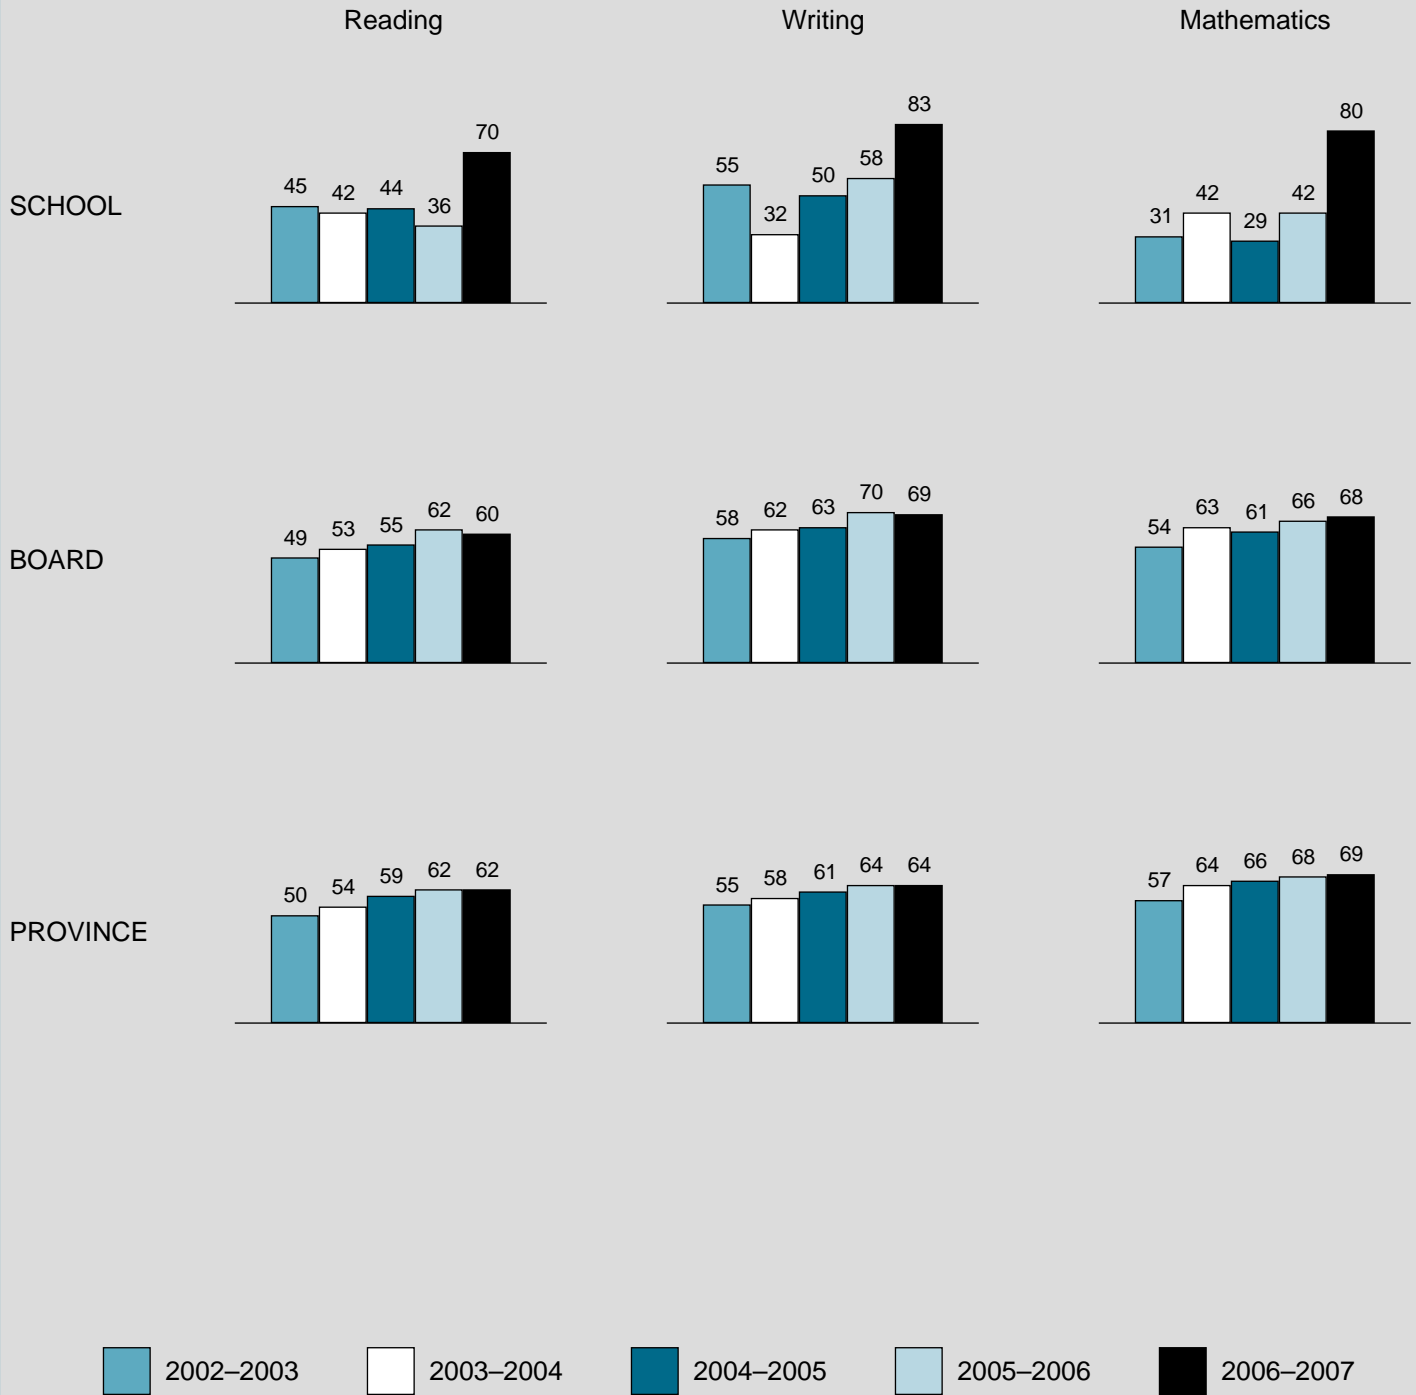 Reading Writing Mathematics
SCHOOL
45 42 44 36 70
55 32 50 58 83
31 42 29 42 80
BOARD
49 53 55 62 60
58 62 63 70 69
54 63 61 66 68
PROVINCE
50 54 59 62 62
55 58 61 64 64
57 64 66 68 69
2002–2003 2003–2004 2004–2005 2005–2006 2006–2007